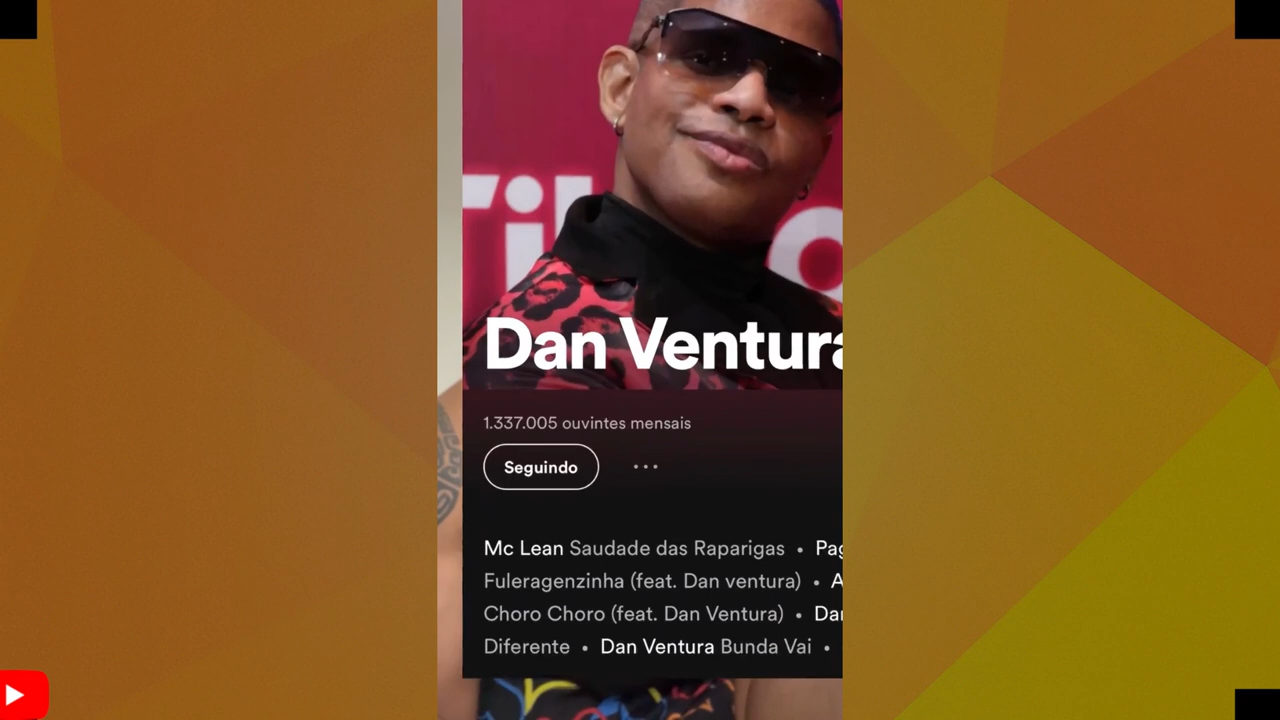 Dan Ventura
1.337.005 ouvintes mensais
Seguindo
Mc Lean Saudade das Raparigas •
Fuleragenzinha (feat. Dan ventura) • A
Choro Choro (feat. Dan Ventura) •
Diferente • Dan Ventura Bunda Vai •